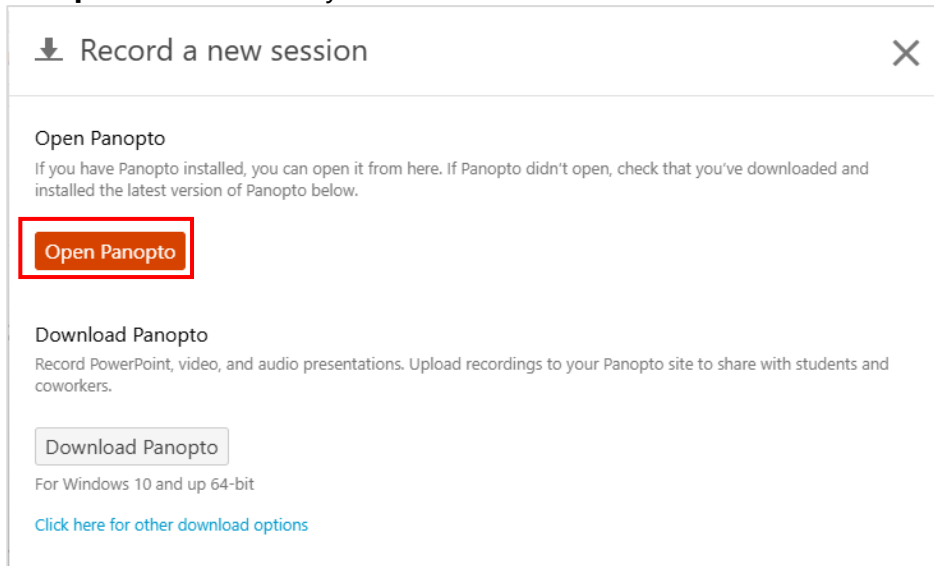 Record a new session
Open Panopto
If you have Panopto installed, you can open it from here. If Panopto didn't open, check that you've downloaded and
installed the latest version of Panopto below.
Open Panopto
Download Panopto
Record PowerPoint, video, and audio presentations. Upload recordings to your Panopto site to share with students and
coworkers.
Download Panopto
For Windows 10 and up 64-bit
Click here for other download options